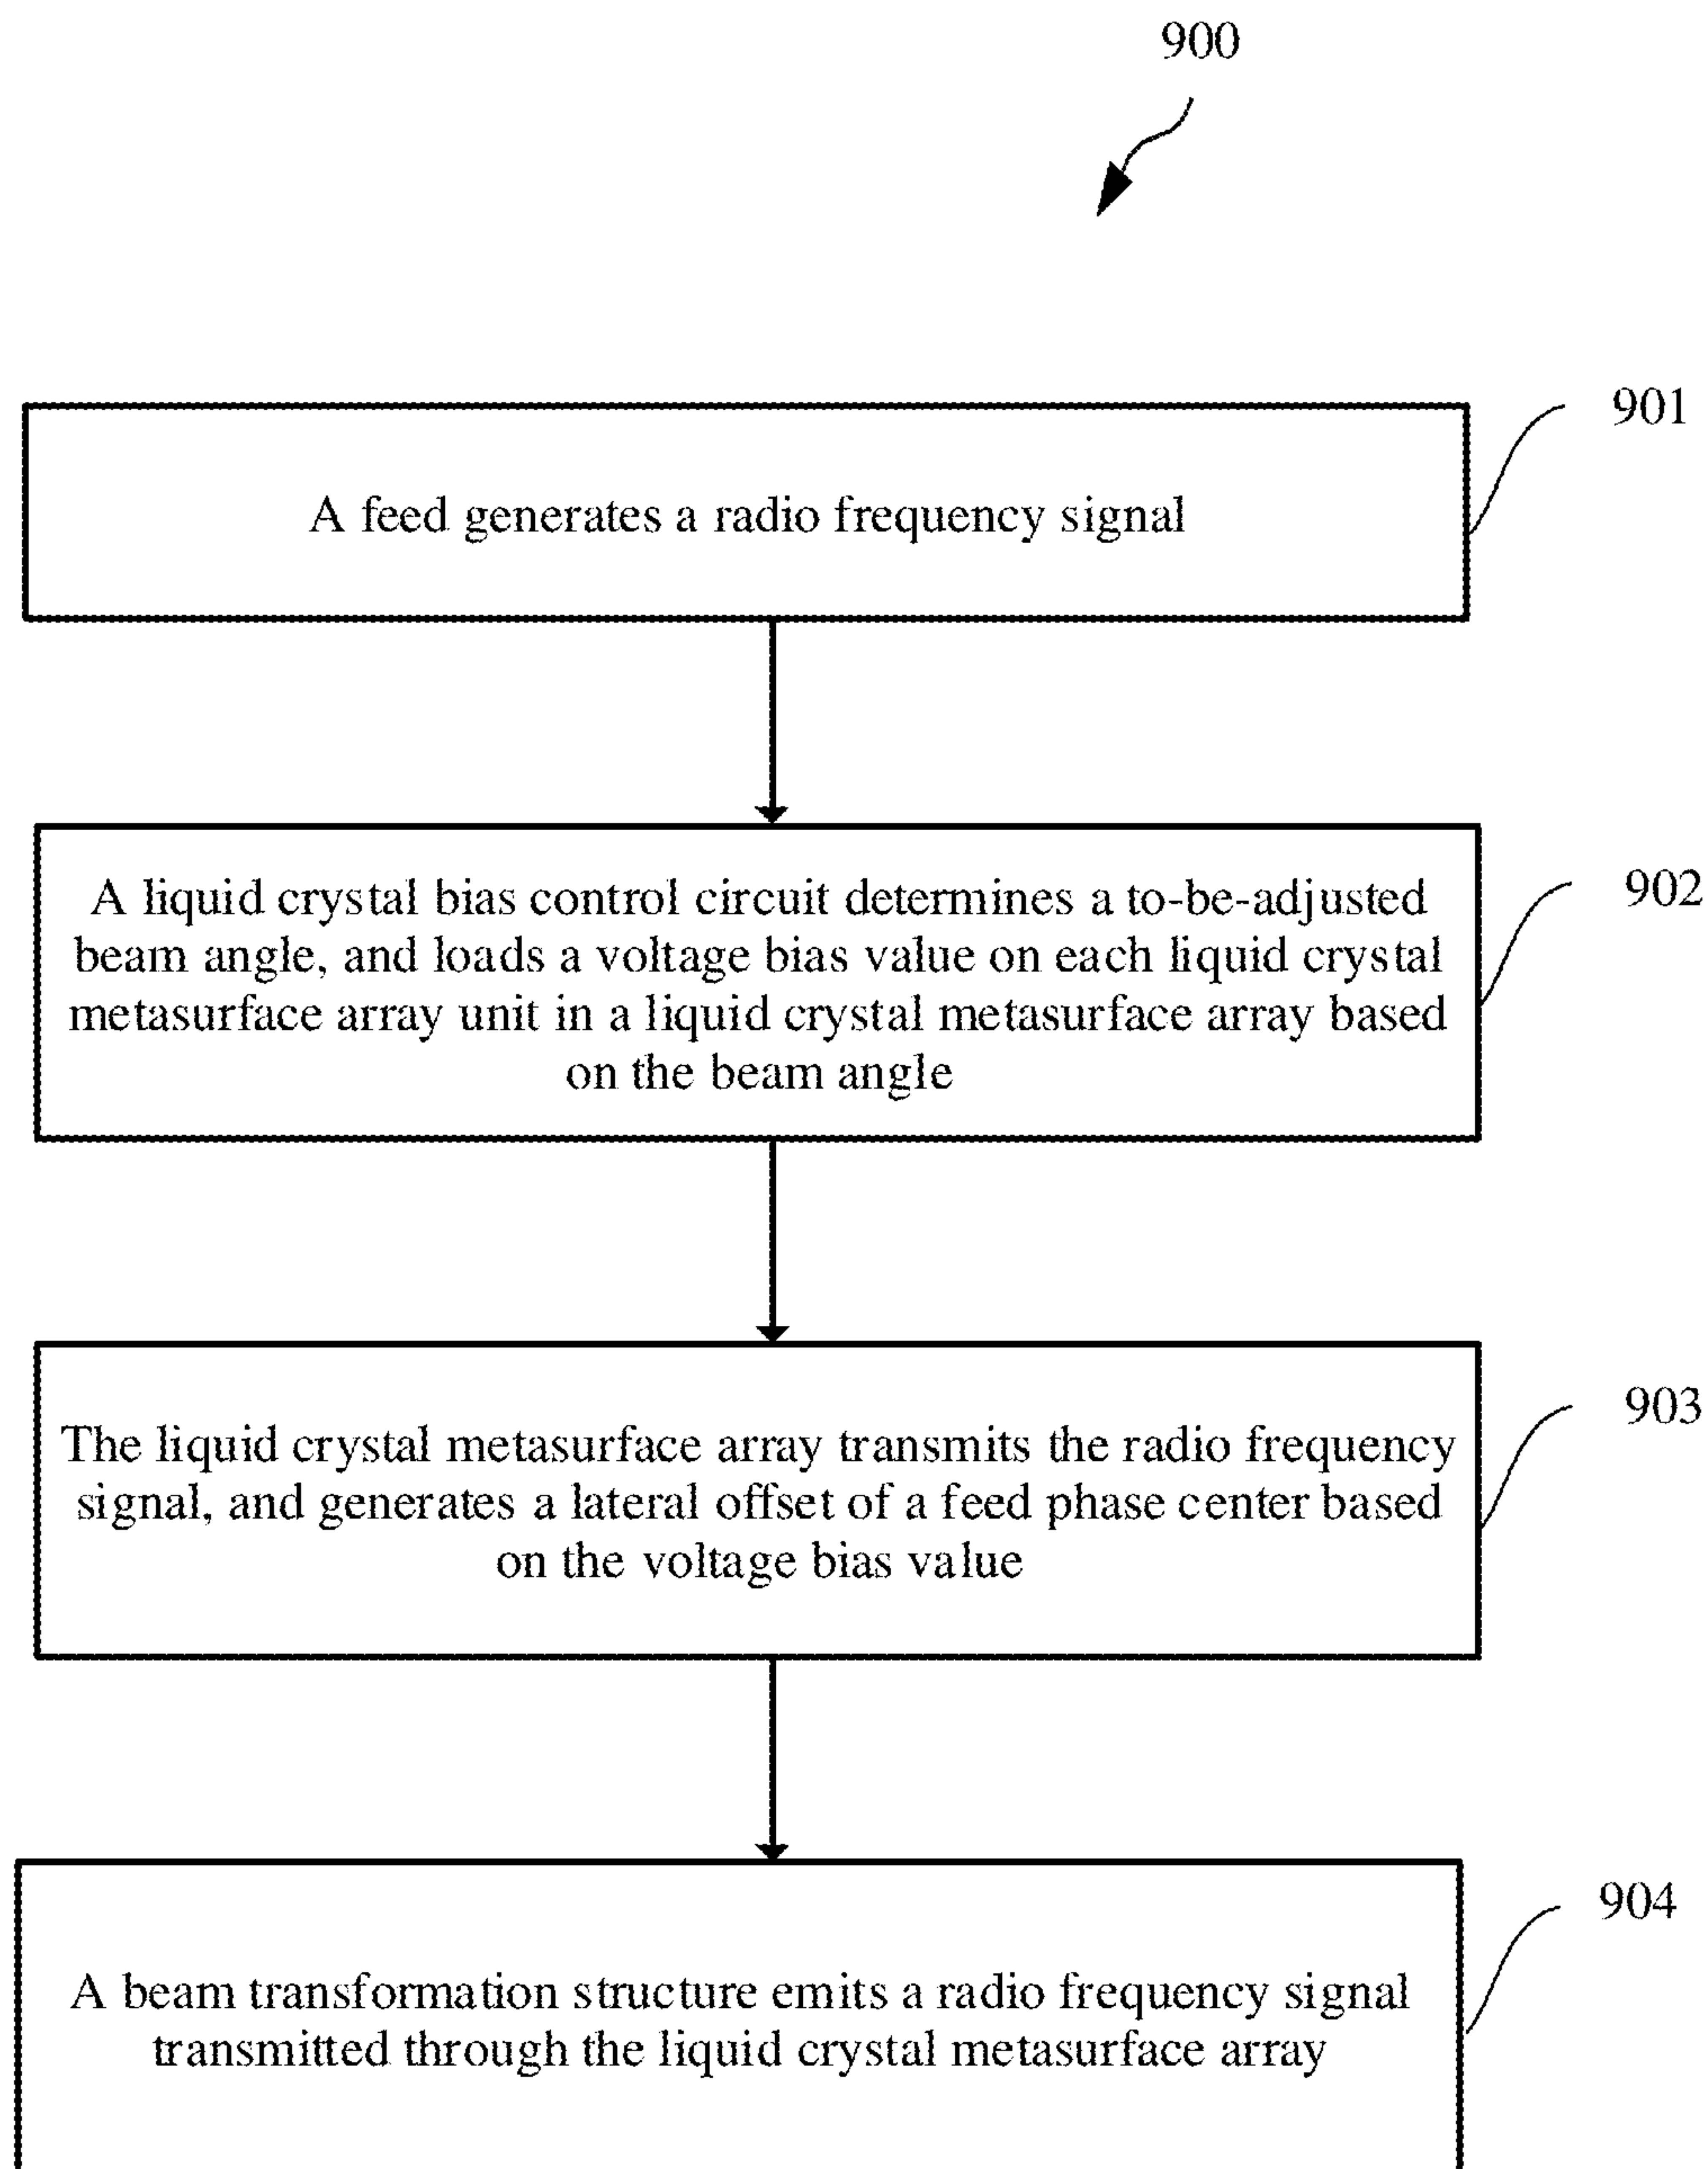 900
901
A feed generates a radio frequency signal
902
A liquid crystal bias control circuit determines a to-be-adjusted
beam angle, and loads a voltage bias value on each liquid crystal
metasurface array unit in a liquid crystal metasurface array based
on the beam angle
903
The liquid crystal metasurface array transmits the radio frequency
signal, and generates a lateral offset of a feed phase center based
on the voltage bias value
904
A beam transformation structure emits a radio frequency signal
transmitted through the liquid crystal metasurface array